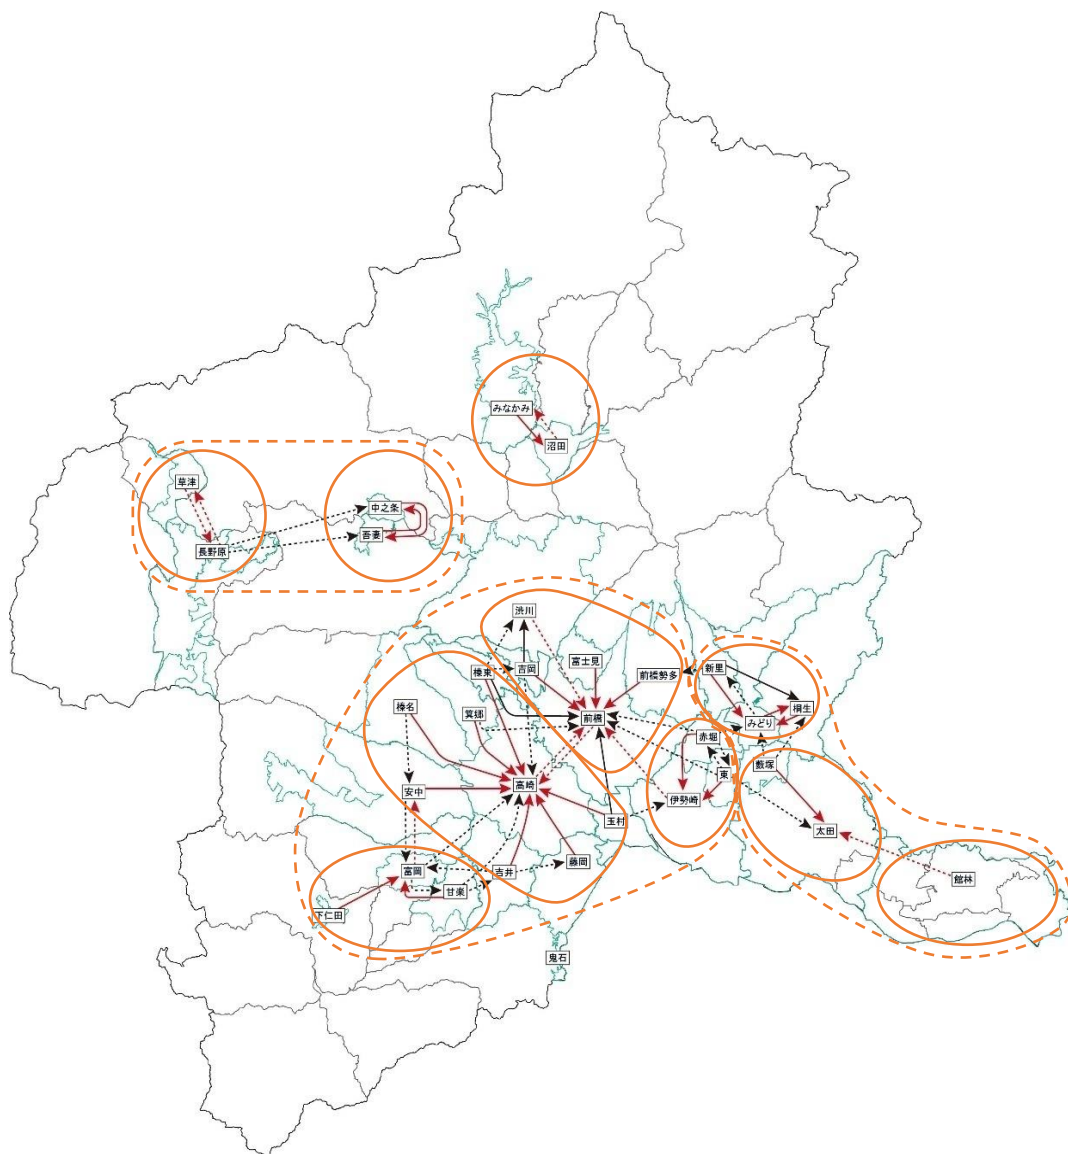 みなかみ
沼田
草津
中之条
吾妻
長野原
渋川
榛東
吉岡
富士見
前橋勢多
新里
榛名
箕郷
前橋
桐生
みどり
赤堀
藪塚
東
安中
高崎
伊勢崎
玉村
太田
富岡
吉井
藤岡
甘楽
館林
下仁田
鬼石